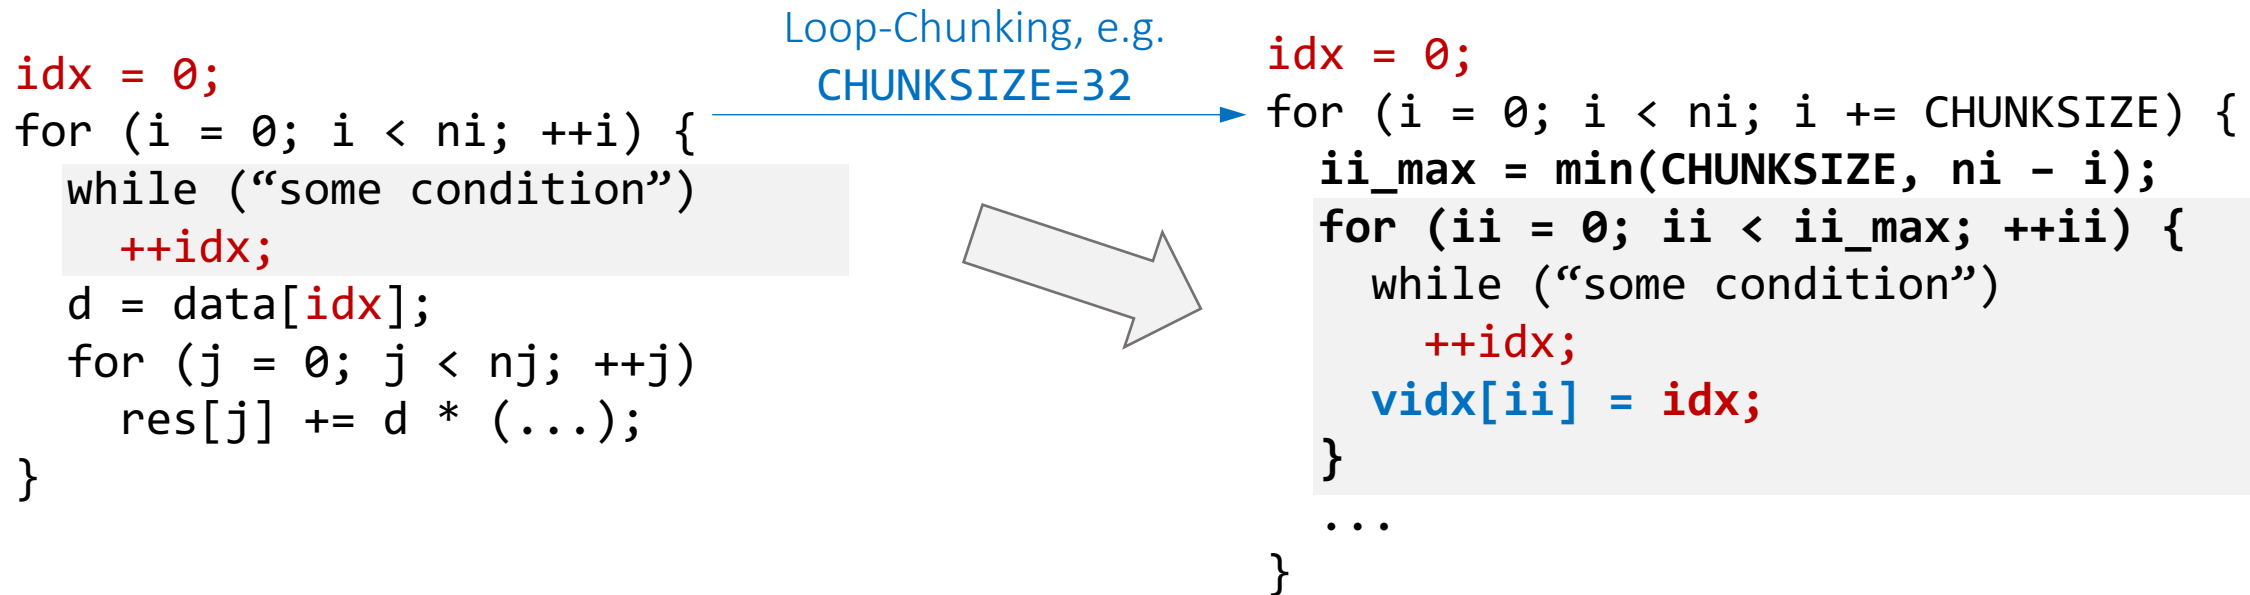 idx = 0;
for (i = 0; i < ni; ++i) {
while (“some condition”)
++idx;
d = data[idx];
for (j = 0; j < nj; ++j)
res[j] += d * (...);
}
Loop-Chunking, e.g.
CHUNKSIZE=32
idx = 0;
for (i = 0; i < ni; i += CHUNKSIZE) {
ii_max = min(CHUNKSIZE, ni – i);
for (ii = 0; ii < ii_max; ++ii) {
while (“some condition”)
++idx;
vidx[ii] = idx;
}
...
}